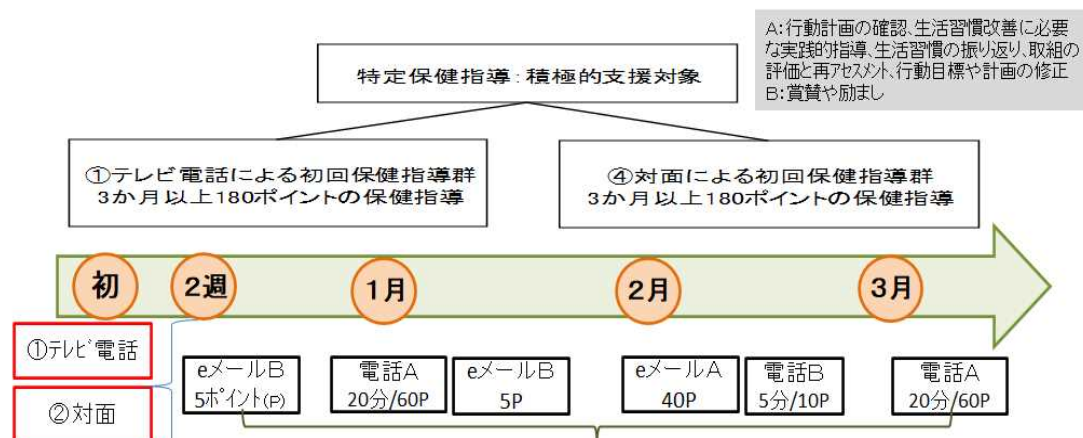 A:行動計画の確認、生活習慣改善に必要
な実践的指導、生活習慣の振り返り、取組の
評価と再アセスメント、行動目標や計画の修正
B:賞賛や励まし
特定保健指導:積極的支援対象
①テレビ電話による初回保健指導群
3か月以上180ポイントの保健指導
④対面による初回保健指導群
3か月以上180ポイントの保健指導
初
2週
1月
2月
3月
①テレビ電話
②対面
eメールB
5ポイント(P)
電話A
20分/60P
eメールB
5P
eメールA
40P
電話B
5分/10P
電話A
20分/60P